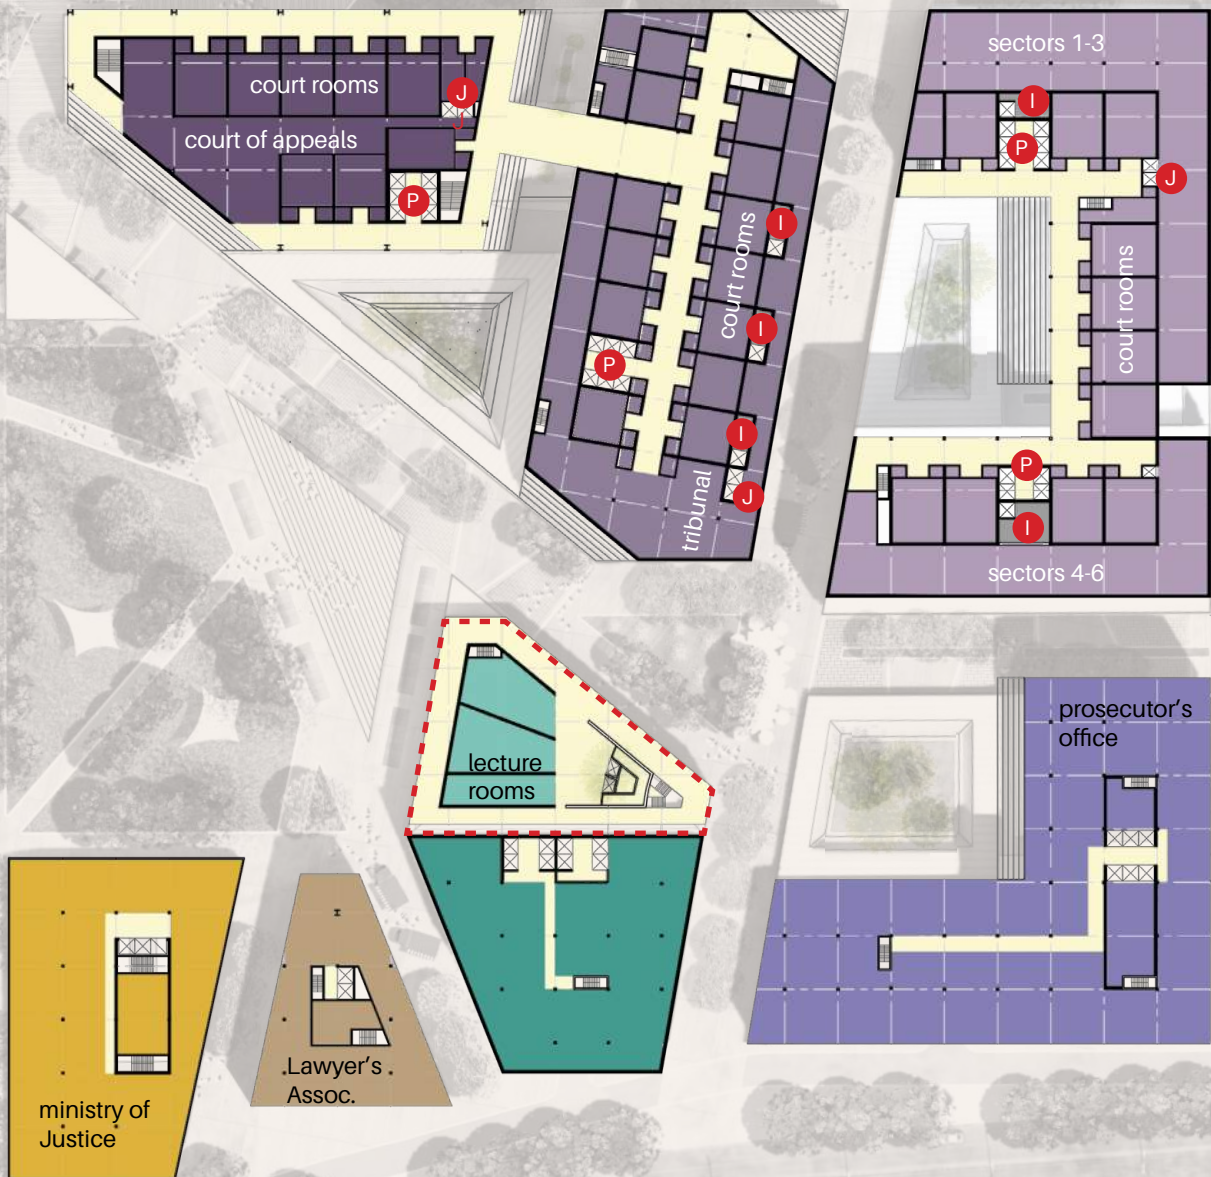 sectors 1-3
court rooms
J
J
I
court of appeals
P
J
P
I
court rooms
court rooms
I
P
I
P
tribunal
J
I
sectors 4-6
lecture
rooms
prosecutor's
office
Lawyer's
Assoc.
ministry of
Justice